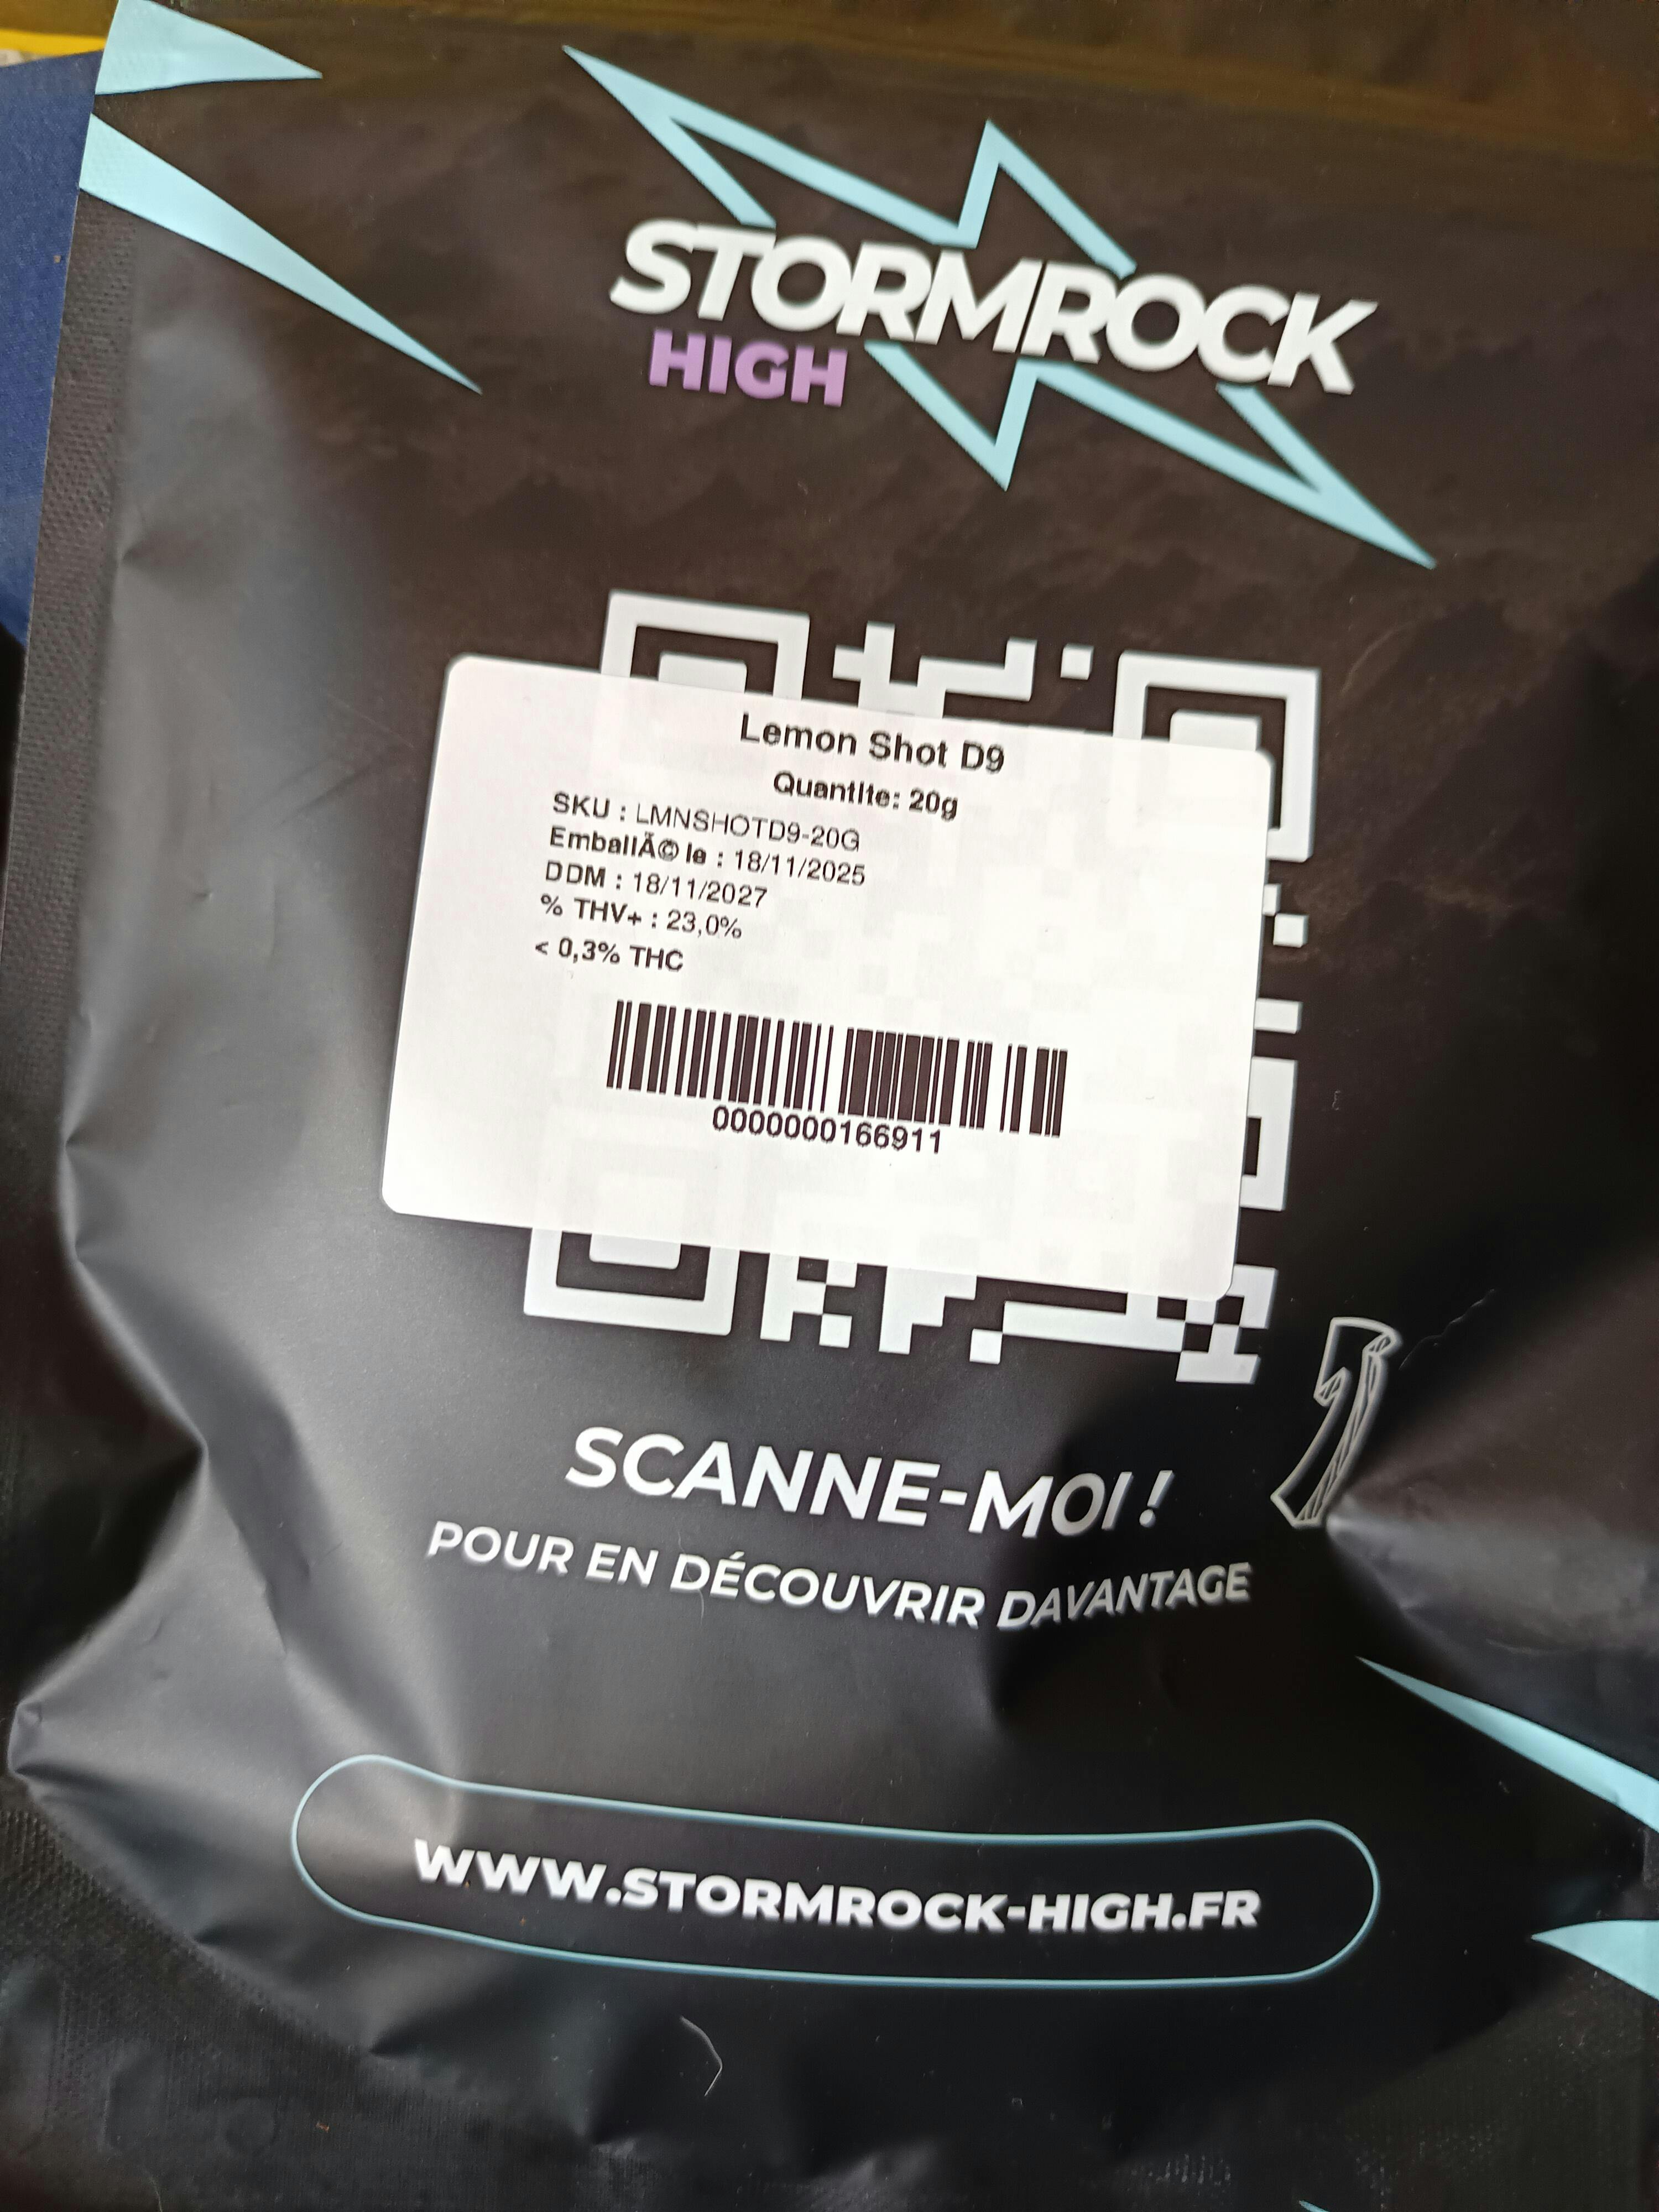 STORMROCK
HIGH
Lemon Shot D9
Quantite: 20g
SKU : LMNSHOTD9-20G
EmballÃ© le : 18/11/2025
DDM : 18/11/2027
% THV+ : 23,0%
< 0,3% THC
0000000166911
SCANNE-MOI !
POUR EN DÉCOUVRIR DAVANTAGE
WWW.STORMROCK-HIGH.FR